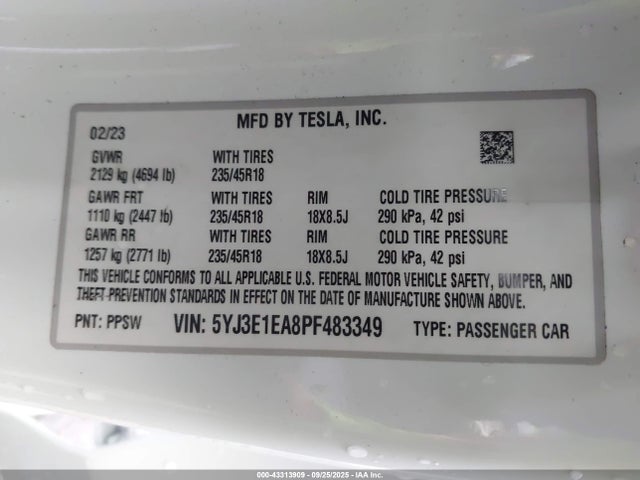 MFD BY TESLA, INC.
02/23
GVWR WITH TIRES
2129 kg (4694 lb) 235/45R18
GAWR FRT WITH TIRES RIM COLD TIRE PRESSURE
1110 kg (2447 lb) 235/45R18 18X8.5J 290 kPa, 42 psi
GAWR RR WITH TIRES RIM COLD TIRE PRESSURE
1257 kg (2771 lb) 235/45R18 18X8.5J 290 kPa, 42 psi
THIS VEHICLE CONFORMS TO ALL APPLICABLE U.S. FEDERAL MOTOR VEHICLE SAFETY, BUMPER, AND
THEFT PREVENTION STANDARDS IN EFFECT ON THE DATE OF MANUFACTURE SHOWN ABOVE.
PNT: PPSW VIN: 5YJ3E1EA8PF483349 TYPE: PASSENGER CAR
000-43313909 - 09/25/2025 - IAAI.COM